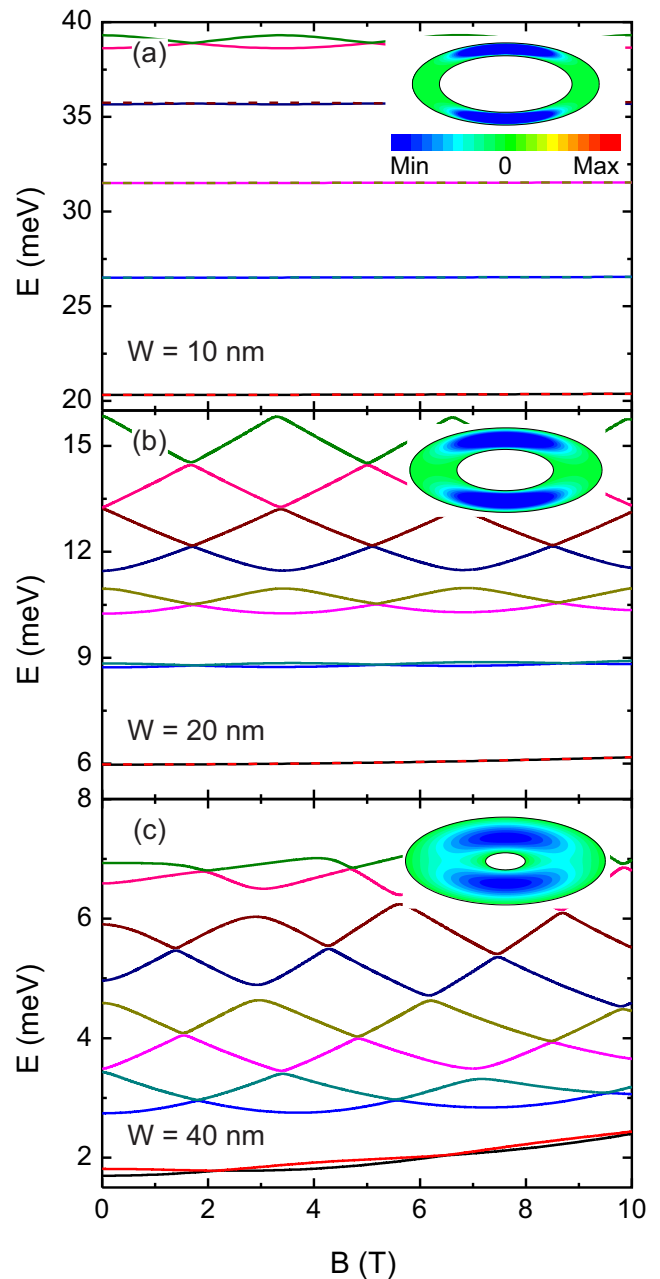 40
(a)
35
Min 0 Max
30
E (meV)
25
W = 10 nm
20
(b)
15
12
E (meV)
9
W = 20 nm
6
8
(c)
6
E (meV)
4
2
W = 40 nm
0 2 4 6 8 10
B (T)